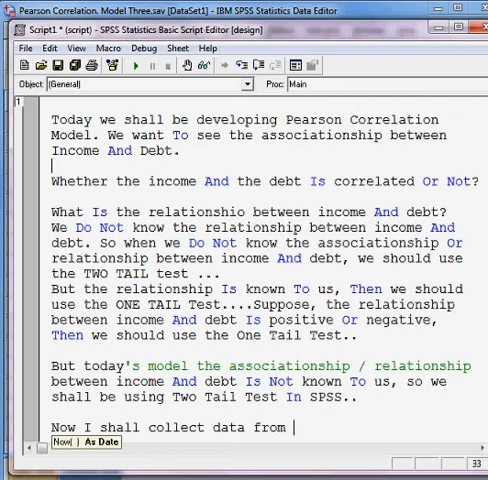 Pearson Correlation. Model Three.sav [DataSet1] - IBM SPSS Statistics Data Editor
Script1 * (script) - SPSS Statistics Basic Script Editor [design]
File Edit View Macro Debug Sheet Help
Object: (General) Proc: Main
1
Today we shall be developing Pearson Correlation
Model. We want To see the associationship between
Income And Debt.
Whether the income And the debt Is correlated Or Not?
What Is the relationshio between income And debt?
We Do Not know the relationship between income And
debt. So when we Do Not know the associationship Or
relationship between income And debt, we should use
the TWO TAIL test ...
But the relationship Is known To us, Then we should
use the ONE TAIL Test....Suppose, the relationship
between income And debt Is positive Or negative,
Then we should use the One Tail Test..
But today's model the associationship / relationship
between income And debt Is Not known To us, so we
shall be using Two Tail Test In SPSS..
Now I shall collect data from
Now( ) As Date
33